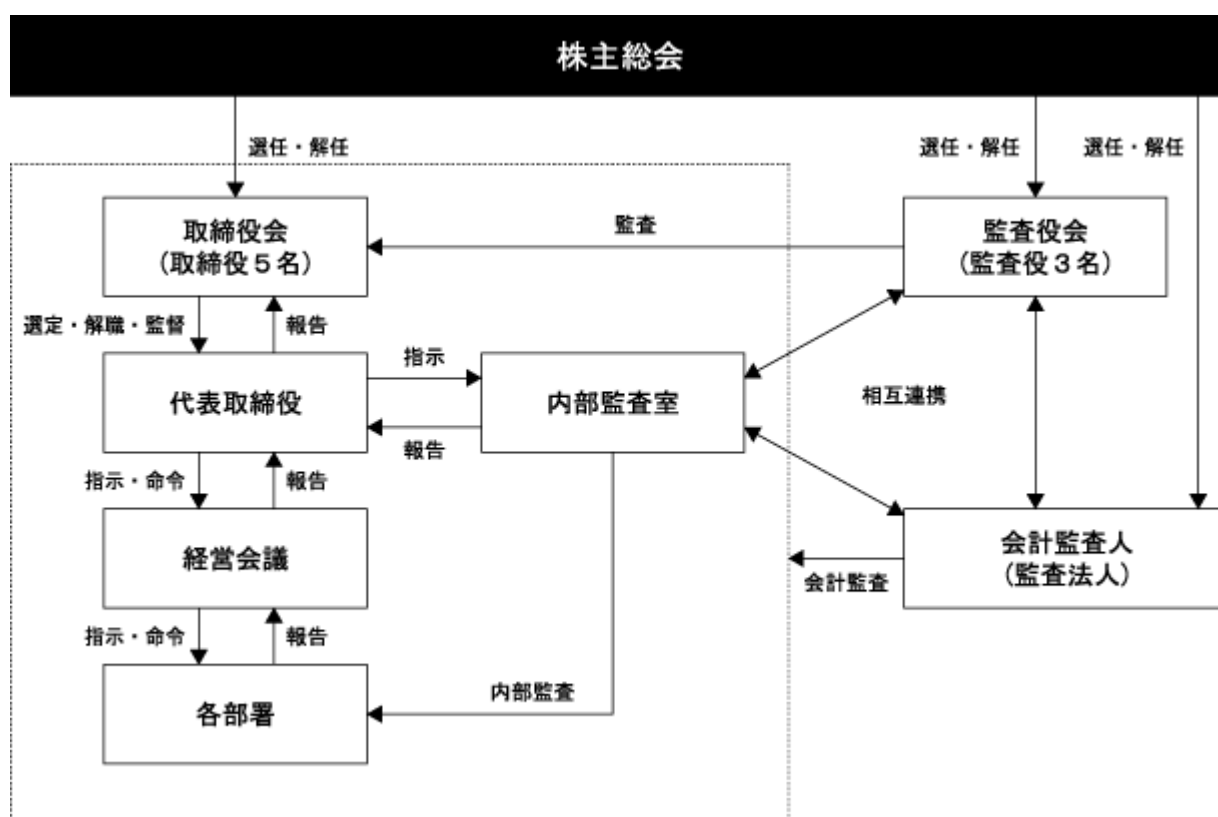 株主総会
選任・解任
選任・解任
選任・解任
取締役会
（取締役５名）
監査
監査役会
（監査役３名）
選定・解職・監督
報告
代表取締役
指示
報告
内部監査室
相互連携
指示・命令
報告
経営会議
会計監査人
（監査法人）
会計監査
指示・命令
報告
各部署
内部監査